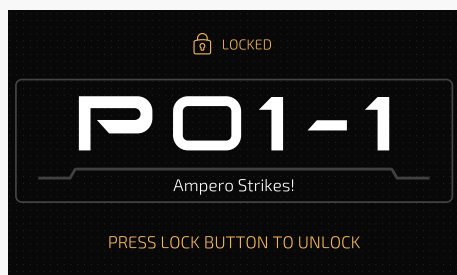 LOCKED
P01-1
Ampero Strikes!
PRESS LOCK BUTTON TO UNLOCK